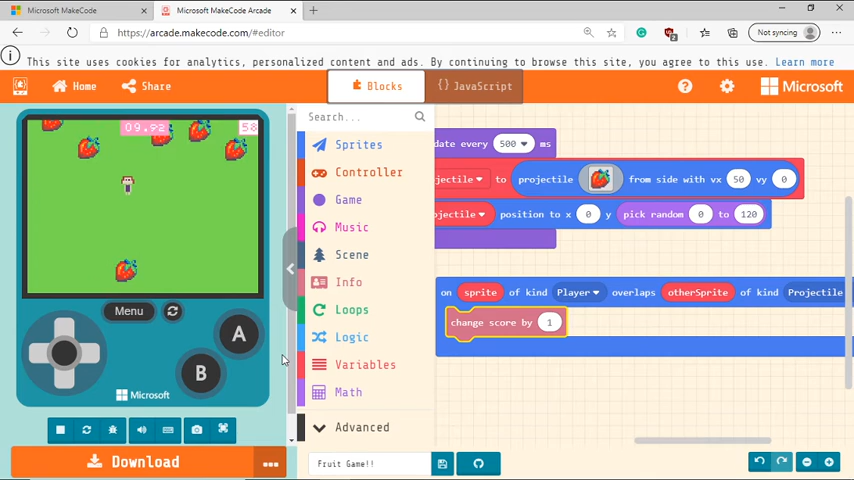 Microsoft MakeCode
Microsoft MakeCode Arcade
https://arcade.makecode.com/#editor
Not syncing
This site uses cookies for analytics, personalized content and ads. By continuing to browse this site, you agree to this use.
Learn more
Home
Share
Blocks
{ } JavaScript
Microsoft
09.92
58
Menu
A
B
Microsoft
Download
Search...
Sprites
Controller
Game
Music
Scene
Info
Loops
Logic
Variables
Math
Advanced
date every 500 ms
jectile to projectile from side with vx 50 vy 0
jectile position to x 0 y pick random 0 to 120
on sprite of kind Player overlaps otherSprite of kind Projectile
change score by 1
Fruit Game!!